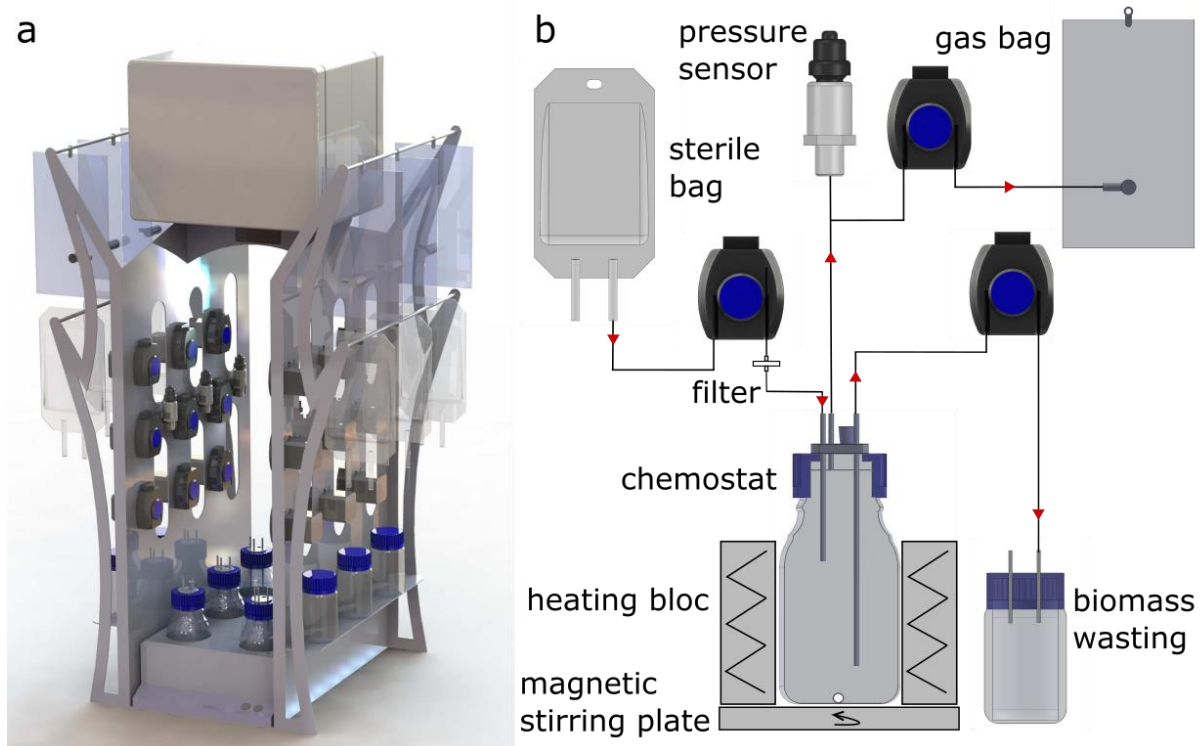 a
b
pressure
sensor
gas bag
sterile
bag
filter
chemostat
heating bloc
biomass
wasting
magnetic
stirring plate